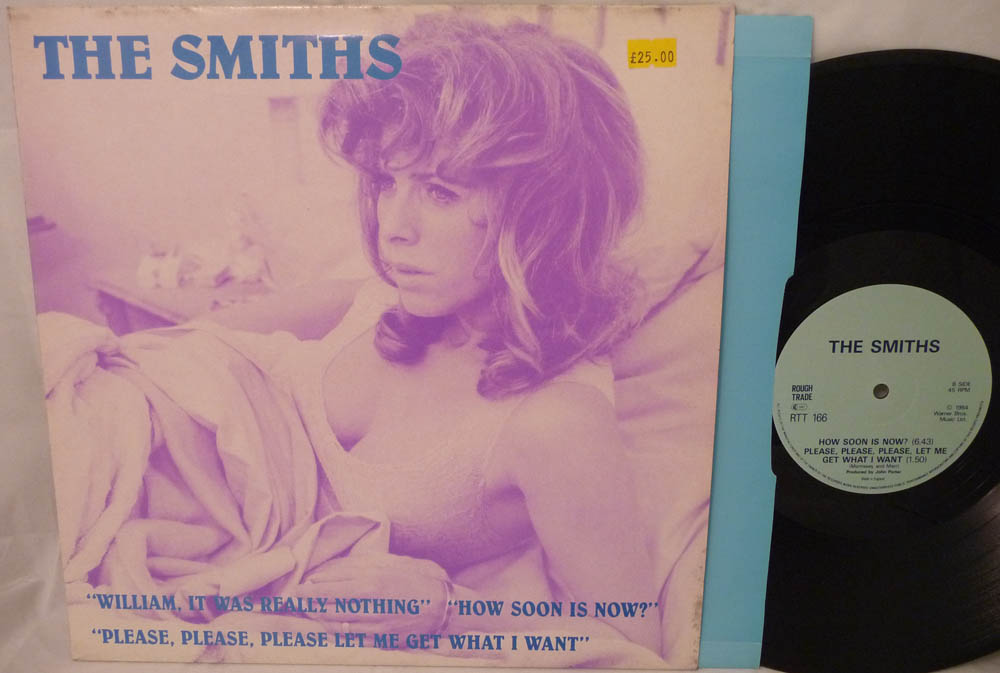 THE SMITHS
£25.00
"WILLIAM, IT WAS REALLY NOTHING" "HOW SOON IS NOW?"
"PLEASE, PLEASE, PLEASE LET ME GET WHAT I WANT"
THE SMITHS
ROUGH
TRADE
RTT 166
B SIDE
45 RPM
© 1984
Warner Bros.
Music Ltd.
HOW SOON IS NOW? (6.43)
PLEASE, PLEASE, PLEASE, LET ME
GET WHAT I WANT (1.50)
(Morrissey and Marr)
Produced by John Porter
Made in England